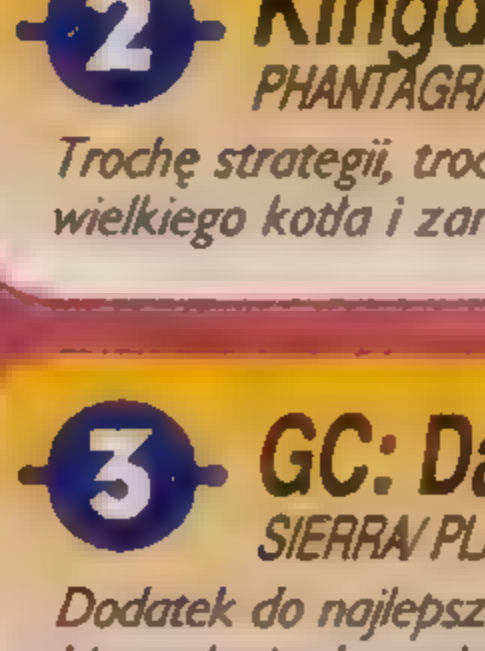 2
PHANTAGRA
Trochę strategii, troc
wielkiego kotła i zar
3
GC: Da
SIERRA/ PL
Dodatek do najlepsz